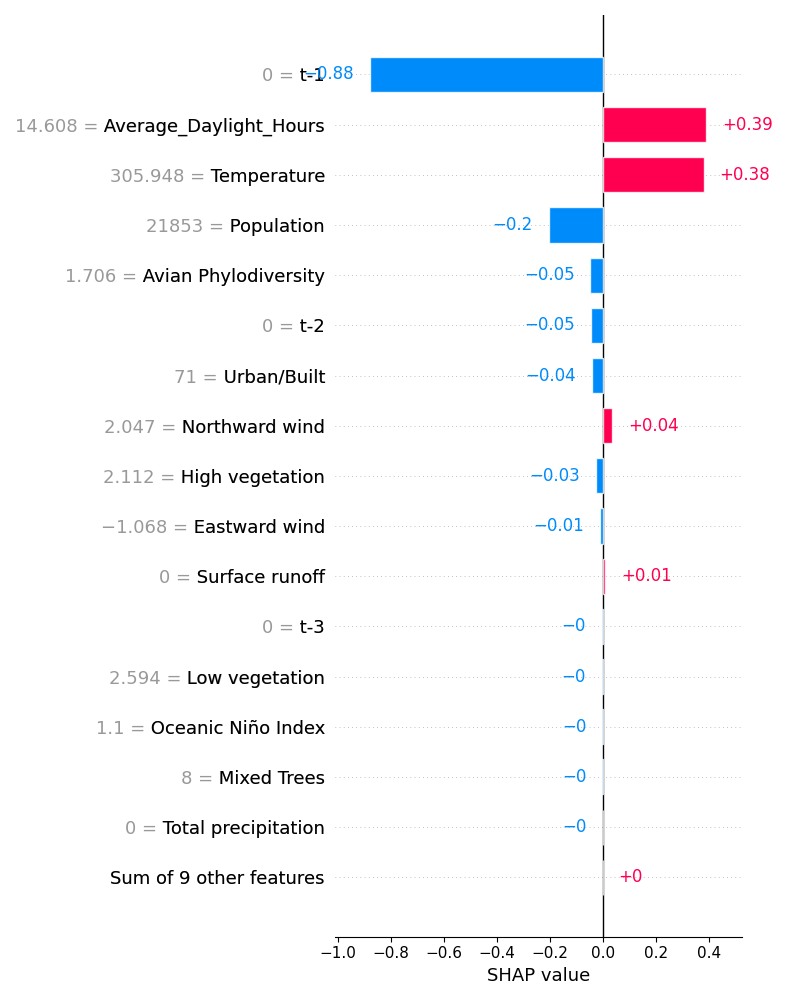 0 = t-1 −0.88
14.608 = Average_Daylight_Hours +0.39
305.948 = Temperature +0.38
21853 = Population −0.2
1.706 = Avian Phylodiversity −0.05
0 = t-2 −0.05
71 = Urban/Built −0.04
2.047 = Northward wind +0.04
2.112 = High vegetation −0.03
−1.068 = Eastward wind −0.01
0 = Surface runoff +0.01
0 = t-3 −0
2.594 = Low vegetation −0
1.1 = Oceanic Niño Index −0
8 = Mixed Trees −0
0 = Total precipitation −0
Sum of 9 other features +0
−1.0 −0.8 −0.6 −0.4 −0.2 0.0 0.2 0.4
SHAP value